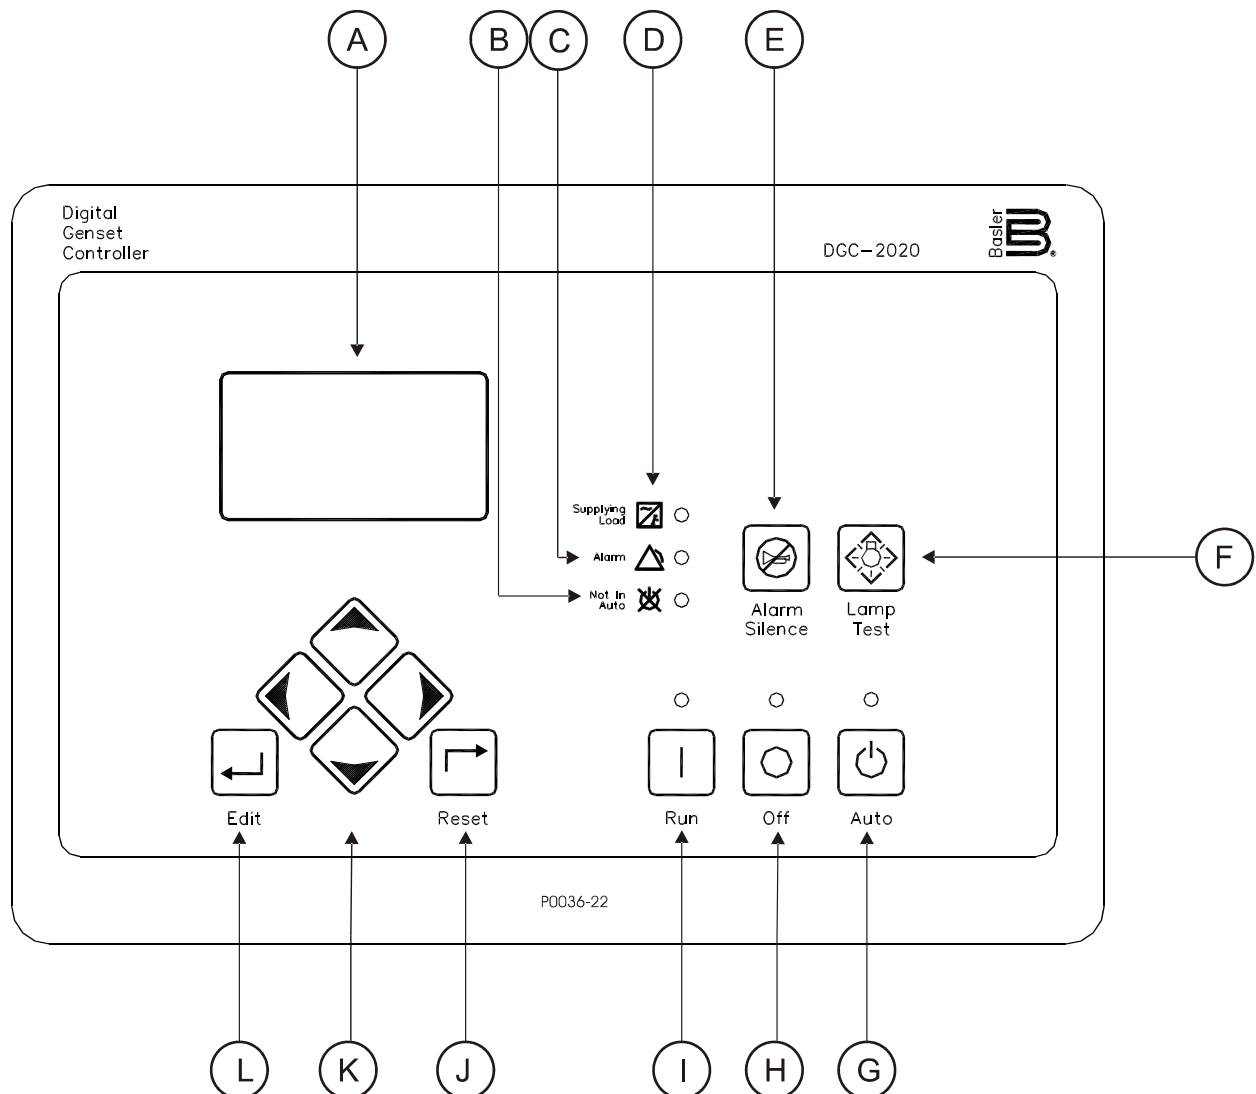 A
B
C
D
E
Digital
Genset
Controller
DGC-2020
Basler
B®
Supplying
Load
Alarm
Not In
Auto
Alarm
Silence
Lamp
Test
F
Edit
Reset
Run
Off
Auto
P0036-22
L
K
J
I
H
G